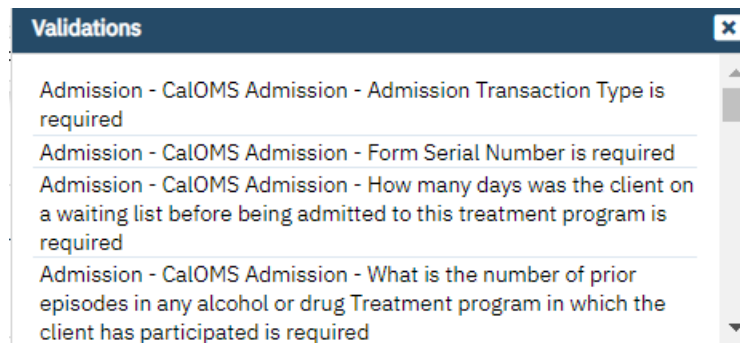 Validations
Admission - CalOMS Admission - Admission Transaction Type is
required
Admission - CalOMS Admission - Form Serial Number is required
Admission - CalOMS Admission - How many days was the client on
a waiting list before being admitted to this treatment program is
required
Admission - CalOMS Admission - What is the number of prior
episodes in any alcohol or drug Treatment program in which the
client has participated is required